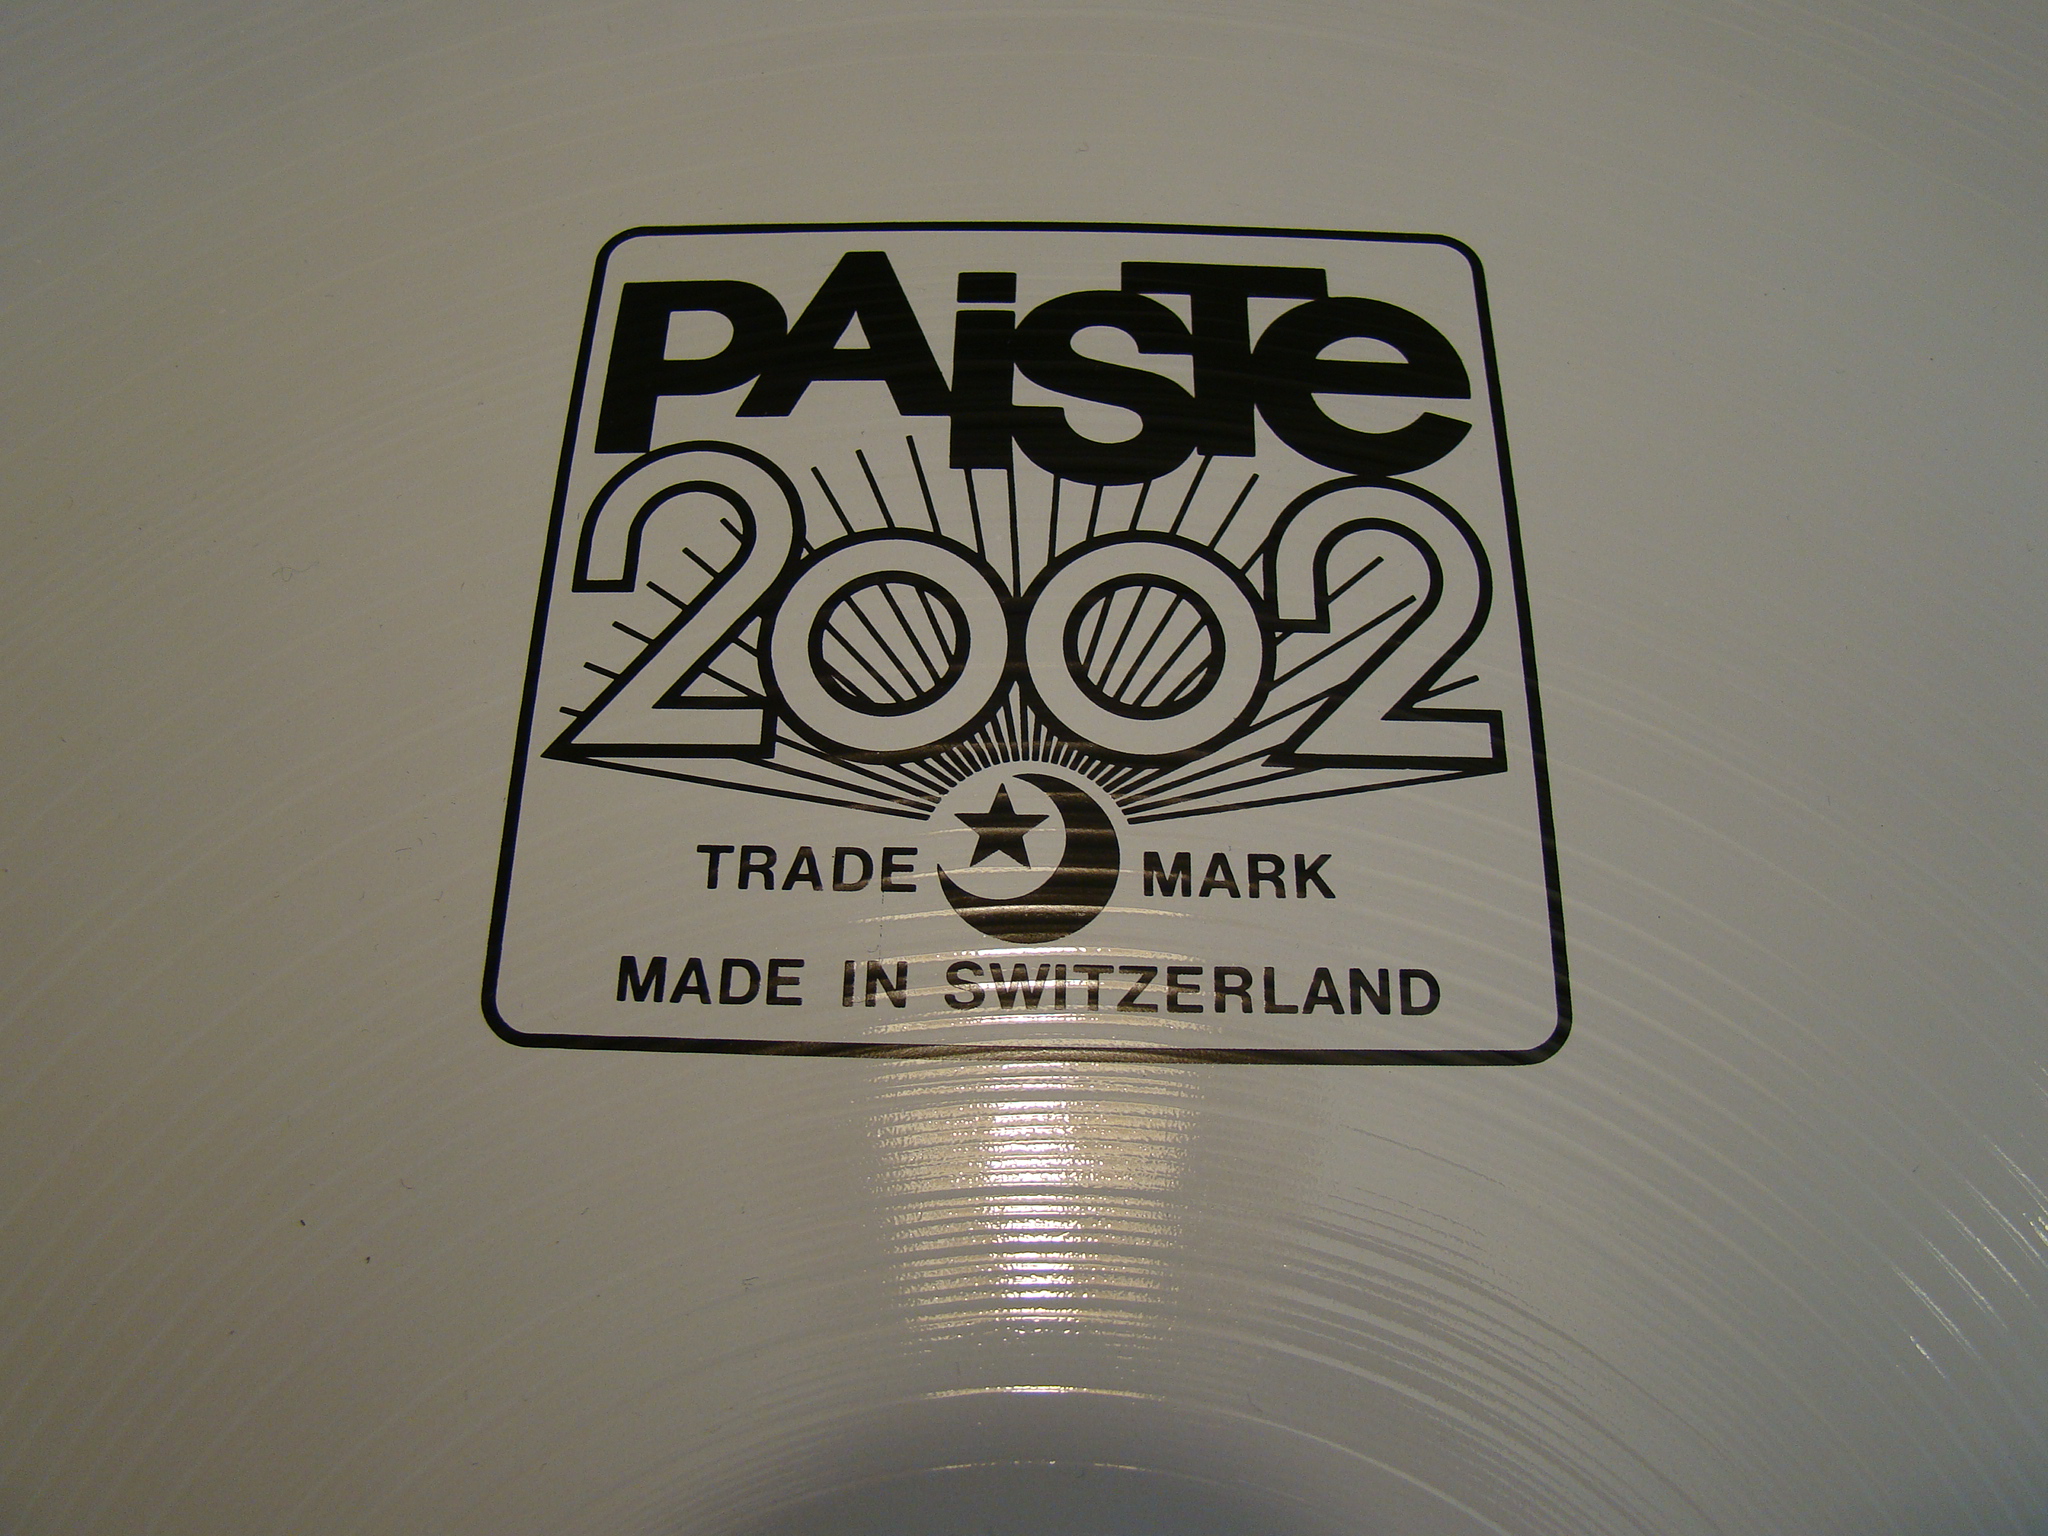 PAiSTe
2002
TRADE MARK
MADE IN SWITZERLAND